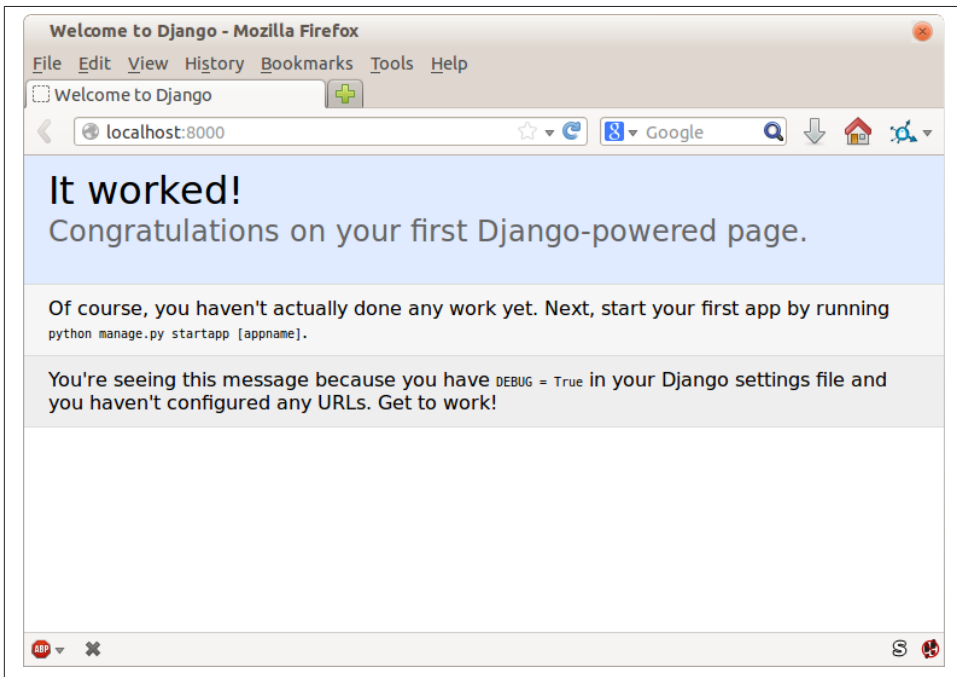 Welcome to Django - Mozilla Firefox
File Edit View History Bookmarks Tools Help
Welcome to Django
localhost:8000
8 Google
It worked!
Congratulations on your first Django-powered page.
Of course, you haven't actually done any work yet. Next, start your first app by running
python manage.py startapp [appname].
You're seeing this message because you have DEBUG = True in your Django settings file and
you haven't configured any URLs. Get to work!
ABP
S